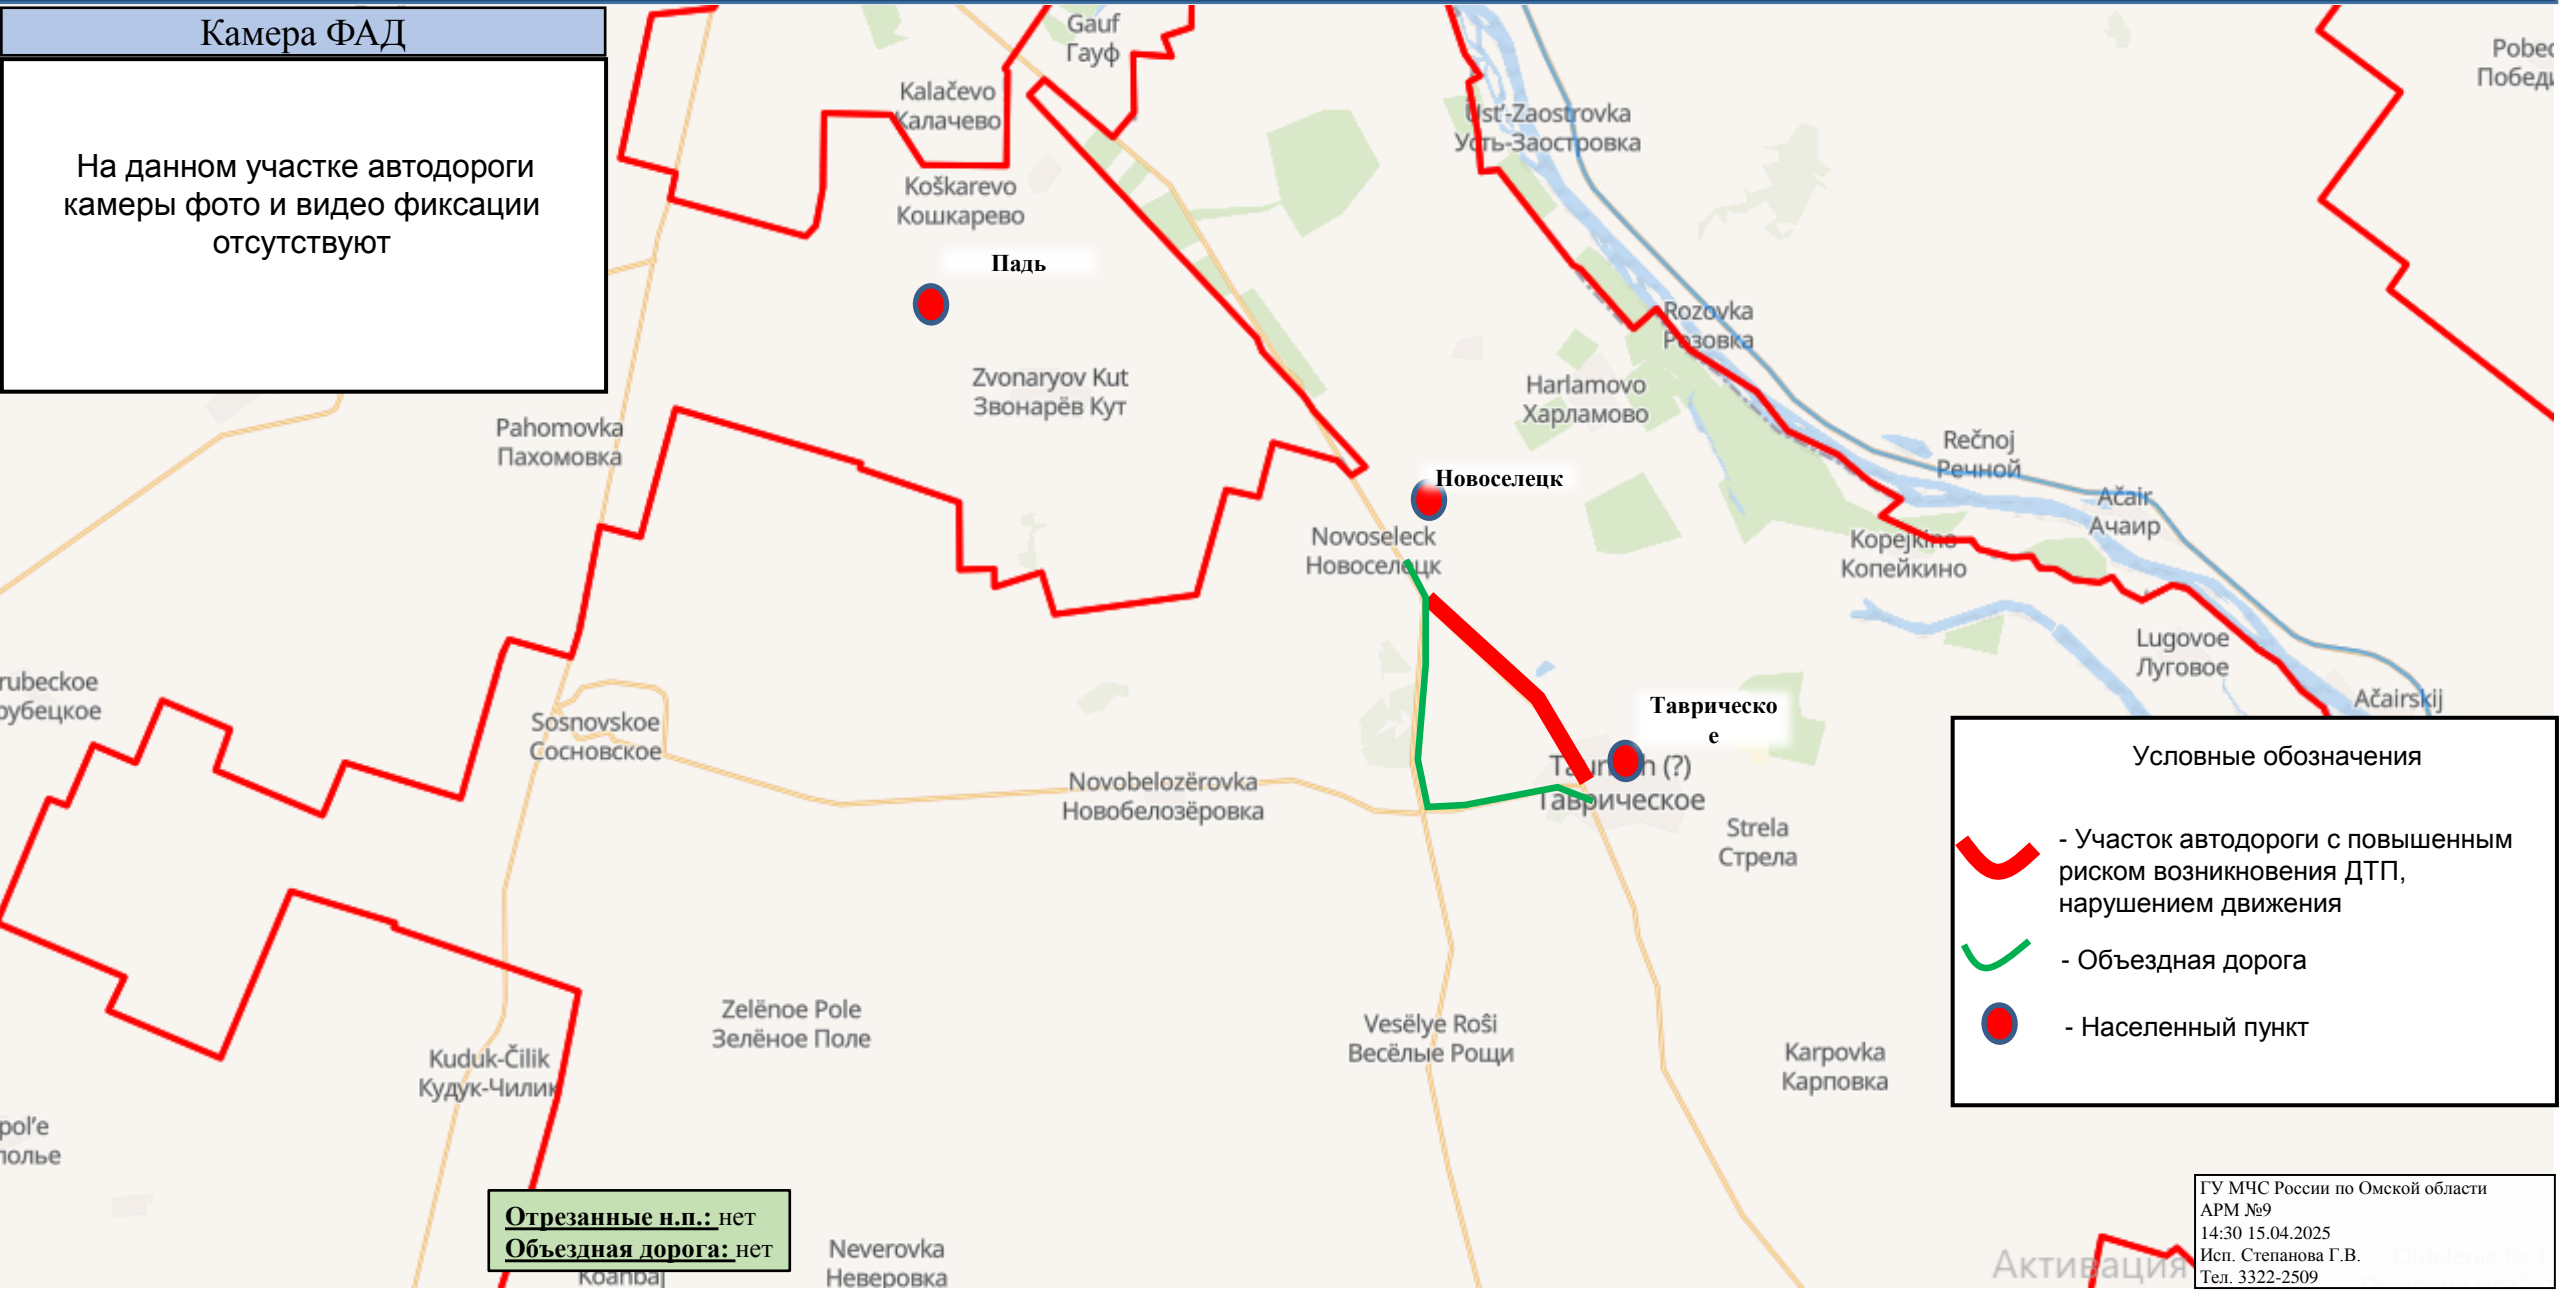 Камера ФАД
На данном участке автодороги
камеры фото и видео фиксации
отсутствуют
Gauf
Гауф
Kalačevo
Калачево
Koškarevo
Кошкарево
Падь
Zvonaryov Kut
Звонарёв Кут
Pahomovka
Пахомовка
Ust'-Zaostrovka
Усть-Заостровка
Rozovka
Розовка
Harlamovo
Харламово
Rečnoj
Речной
Ačair
Ачаир
Kopejkino
Копейкино
Lugovoe
Луговое
Ačairskij
Новоселецк
Novoseleck
Новоселецк
Таврическо
е
(?)
Таврическое
Strela
Стрела
Sosnovskoe
Сосновское
Novobelozërovka
Новобелозёровка
Zelënoe Pole
Зелёное Поле
Kuduk-Čilik
Кудук-Чилик
Vesëlye Roŝi
Весёлые Рощи
Karpovka
Карповка
Neverovka
Неверовка
rubeckoe
рубецкое
pol'e
полье
Условные обозначения
- Участок автодороги с повышенным
риском возникновения ДТП,
нарушением движения
- Объездная дорога
- Населенный пункт
Отрезанные н.п.: нет
Объездная дорога: нет
Активация
ГУ МЧС России по Омской области
АРМ №9
14:30 15.04.2025
Исп. Степанова Г.В.
Тел. 3322-2509